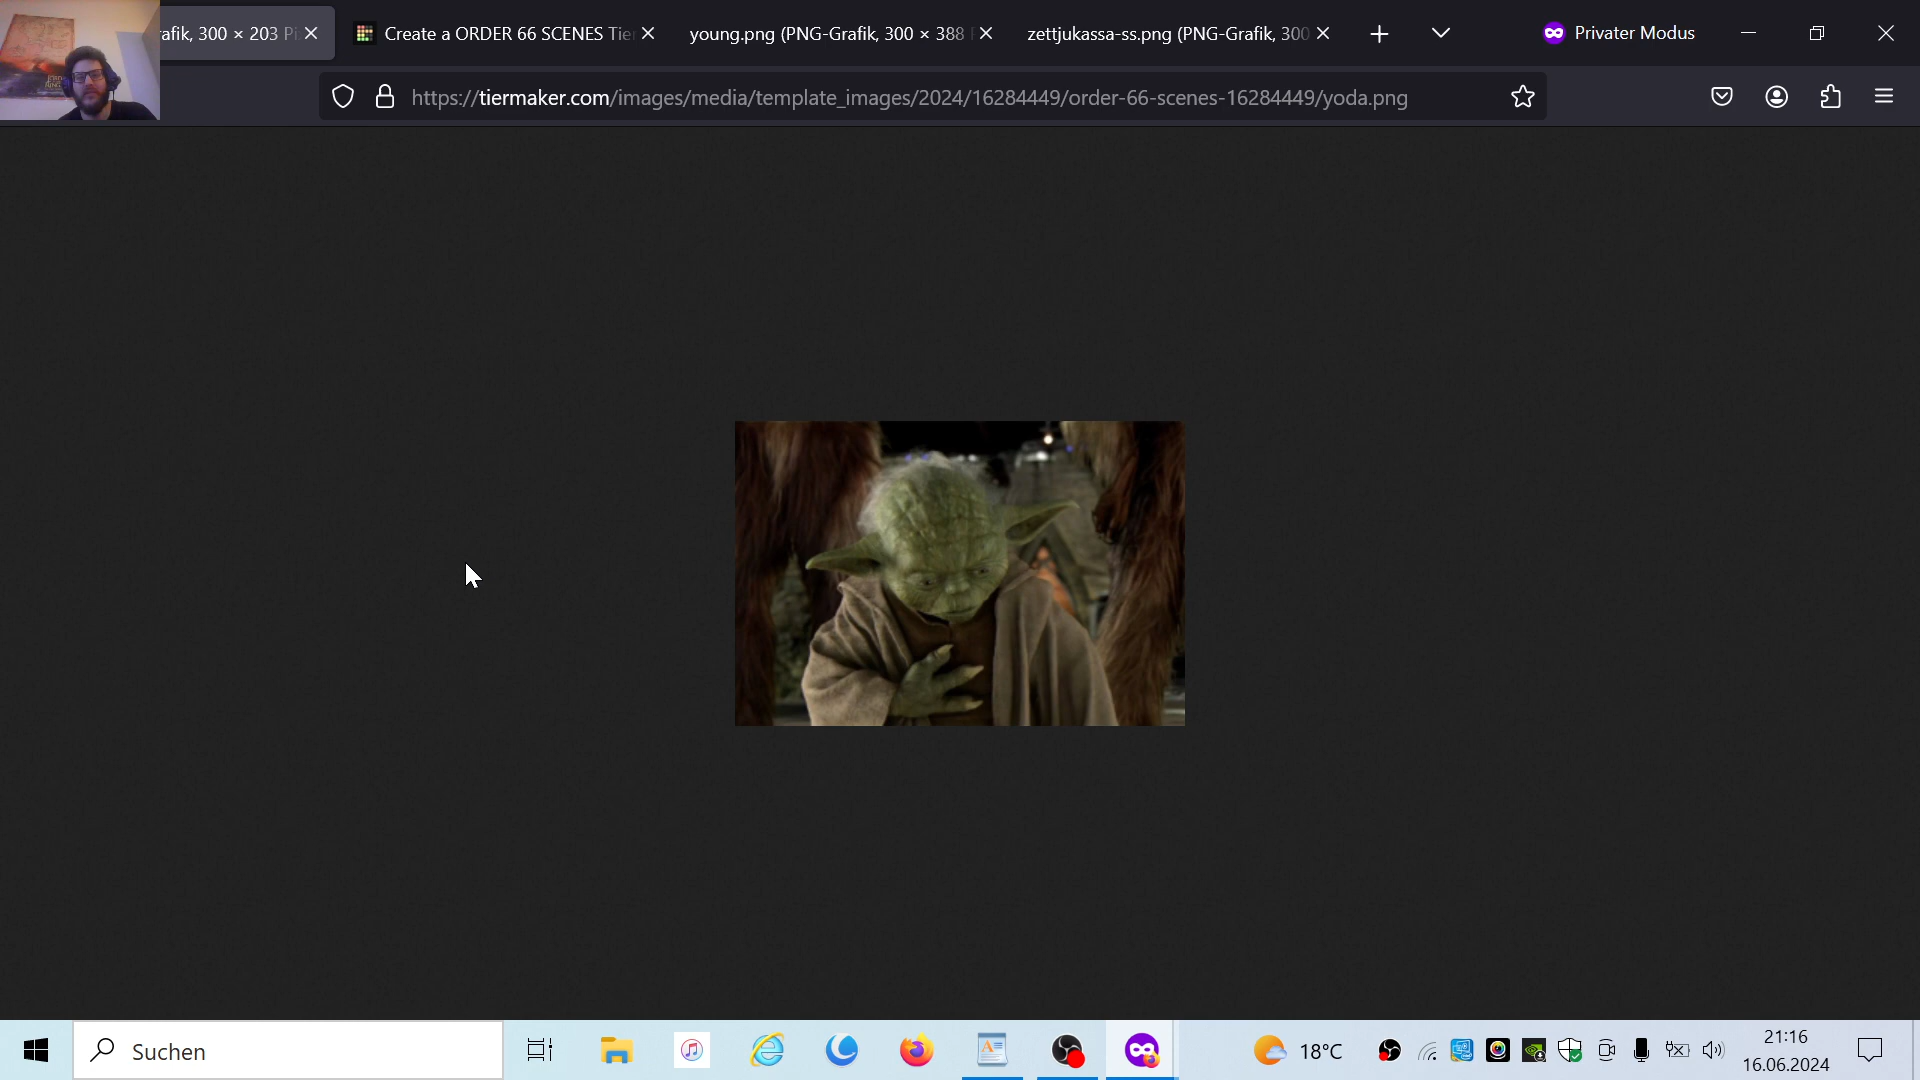 rafik, 300 × 203 Pi
Create a ORDER 66 SCENES Tie
young.png (PNG-Grafik, 300 × 388
zettjukassa-ss.png (PNG-Grafik, 300
Privater Modus
https://tiermaker.com/images/media/template_images/2024/16284449/order-66-scenes-16284449/yoda.png
Suchen
18°C
21:16
16.06.2024